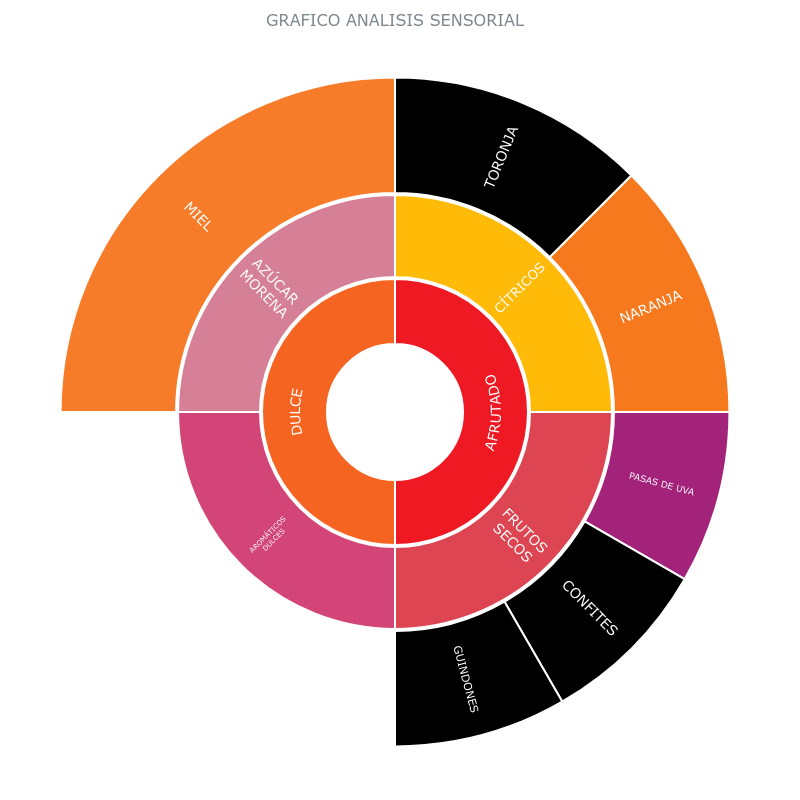 GRAFICO ANALISIS SENSORIAL
TORONJA
MIEL
NARANJA
AZÚCAR
MORENA
CÍTRICOS
DULCE
AFRUTADO
PASAS DE UVA
AROMÁTICOS
DULCES
FRUTOS
SECOS
CONFITES
GUINDONES